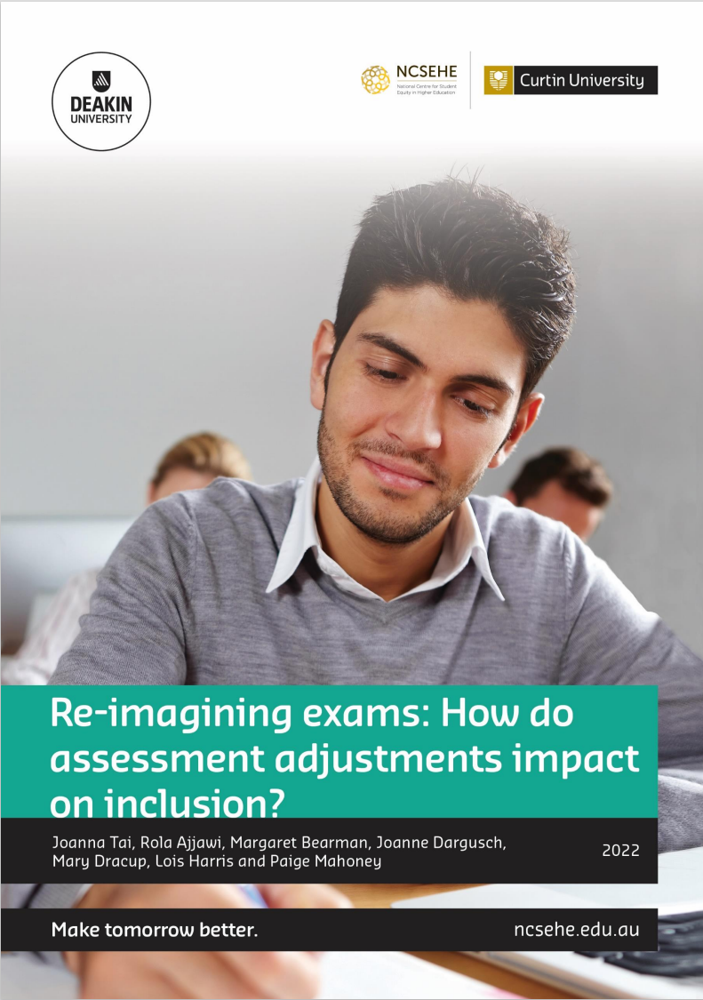 DEAKIN
UNIVERSITY
NCSEHE
National Centre for Student
Equity in Higher Education
Curtin University
Re-imagining exams: How do
assessment adjustments impact
on inclusion?
Joanna Tai, Rola Ajjawi, Margaret Bearman, Joanne Dargusch,
Mary Dracup, Lois Harris and Paige Mahoney
2022
Make tomorrow better.
ncsehe.edu.au